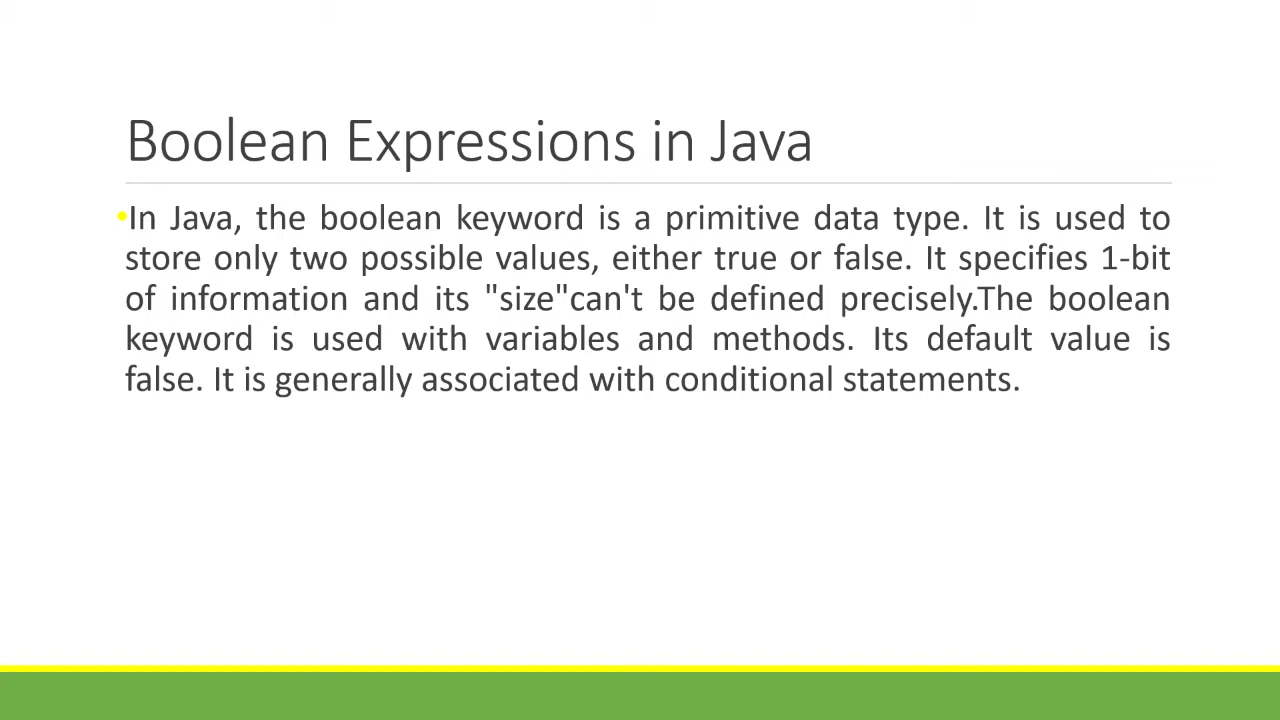 Boolean Expressions in Java
•In Java, the boolean keyword is a primitive data type. It is used to
store only two possible values, either true or false. It specifies 1-bit
of information and its "size"can't be defined precisely.The boolean
keyword is used with variables and methods. Its default value is
false. It is generally associated with conditional statements.